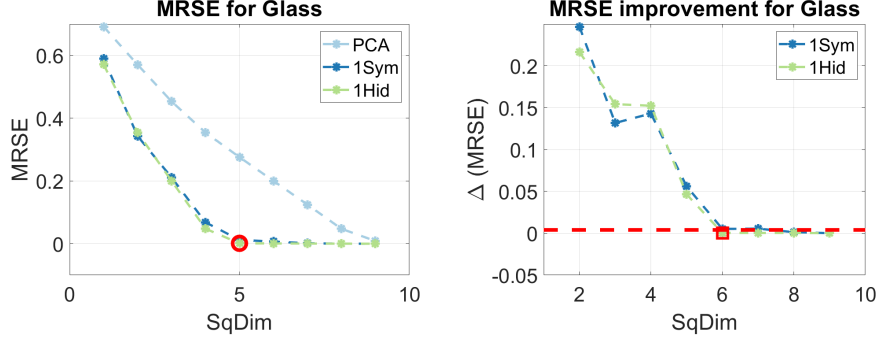 MRSE for Glass
MRSE
0.6
0.4
0.2
0
0
5
10
SqDim
PCA
1Sym
1Hid
MRSE improvement for Glass
Δ (MRSE)
0.2
0.15
0.1
0.05
0
-0.05
2
4
6
8
10
SqDim
1Sym
1Hid